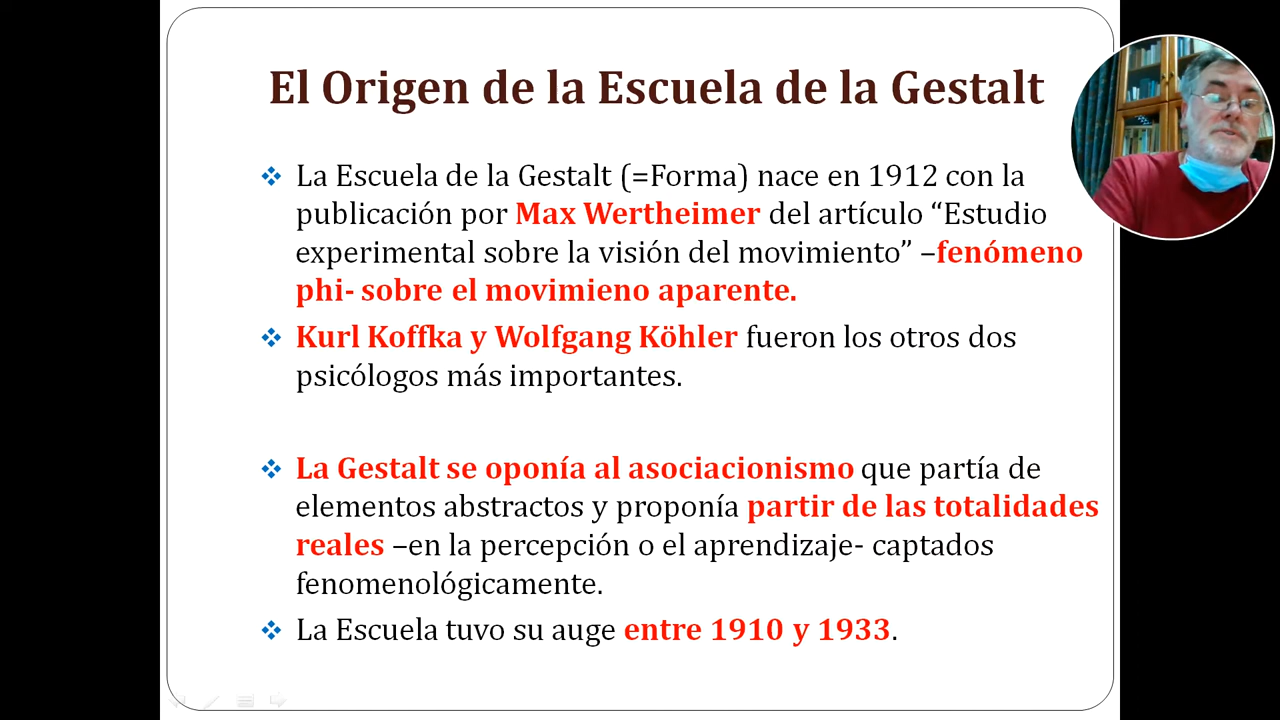 El Origen de la Escuela de la Gestalt
La Escuela de la Gestalt (=Forma) nace en 1912 con la
publicación por Max Wertheimer del artículo “Estudio
experimental sobre la visión del movimiento” –fenómeno
phi- sobre el movimieno aparente.
Kurl Koffka y Wolfgang Köhler fueron los otros dos
psicólogos más importantes.
La Gestalt se oponía al asociacionismo que partía de
elementos abstractos y proponía partir de las totalidades
reales –en la percepción o el aprendizaje- captados
fenomenológicamente.
La Escuela tuvo su auge entre 1910 y 1933.